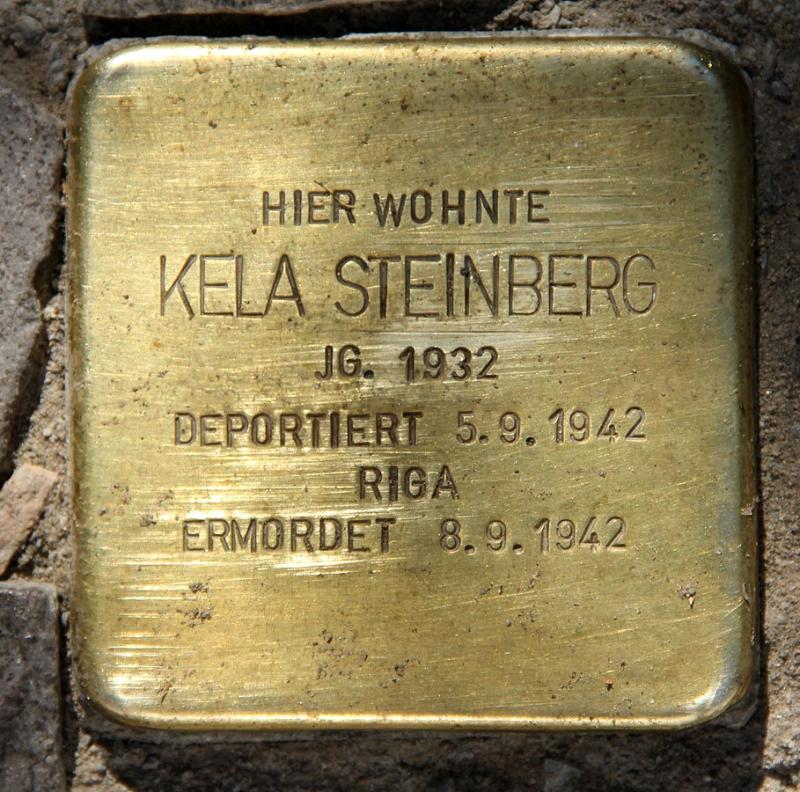 HIER WOHNTE
KELA STEINBERG
JG. 1932
DEPORTIERT 5.9.1942
RIGA
ERMORDET 8.9.1942